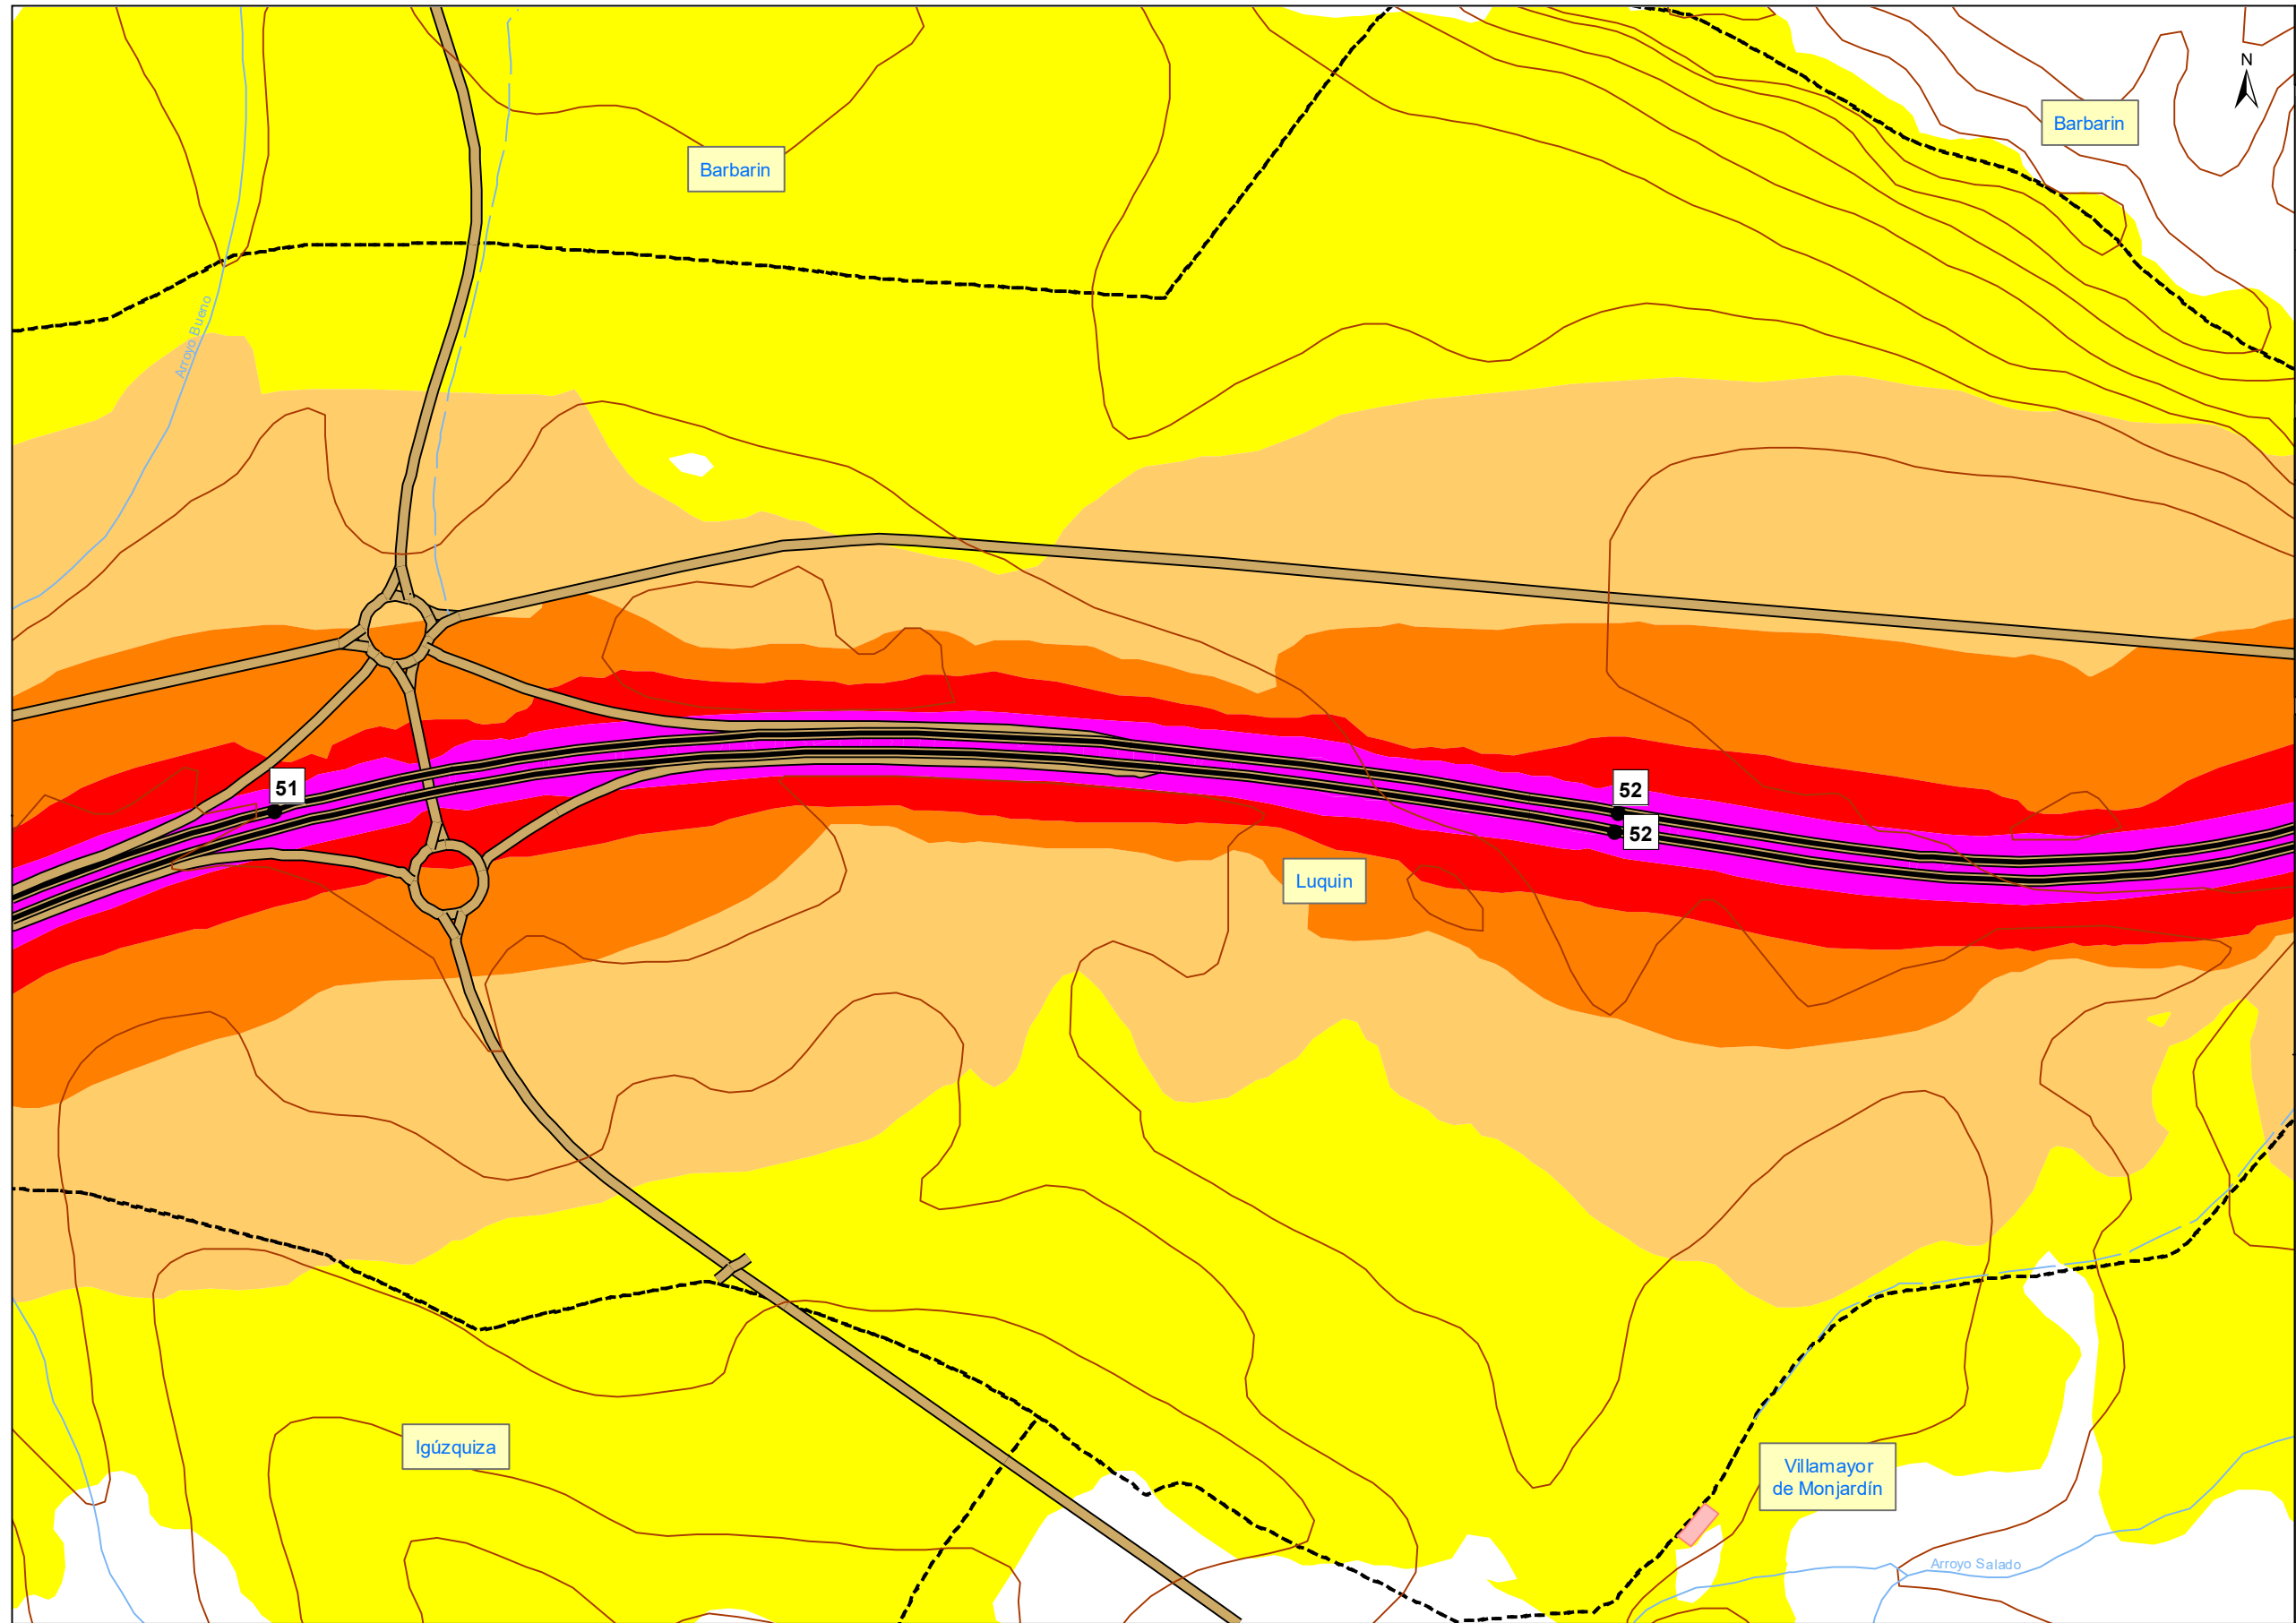 N
Barbarin
Barbarin
Arroyo Bueno
51
52
52
Luquin
Igúzquiza
Villamayor
de Monjardín
Arroyo Salado